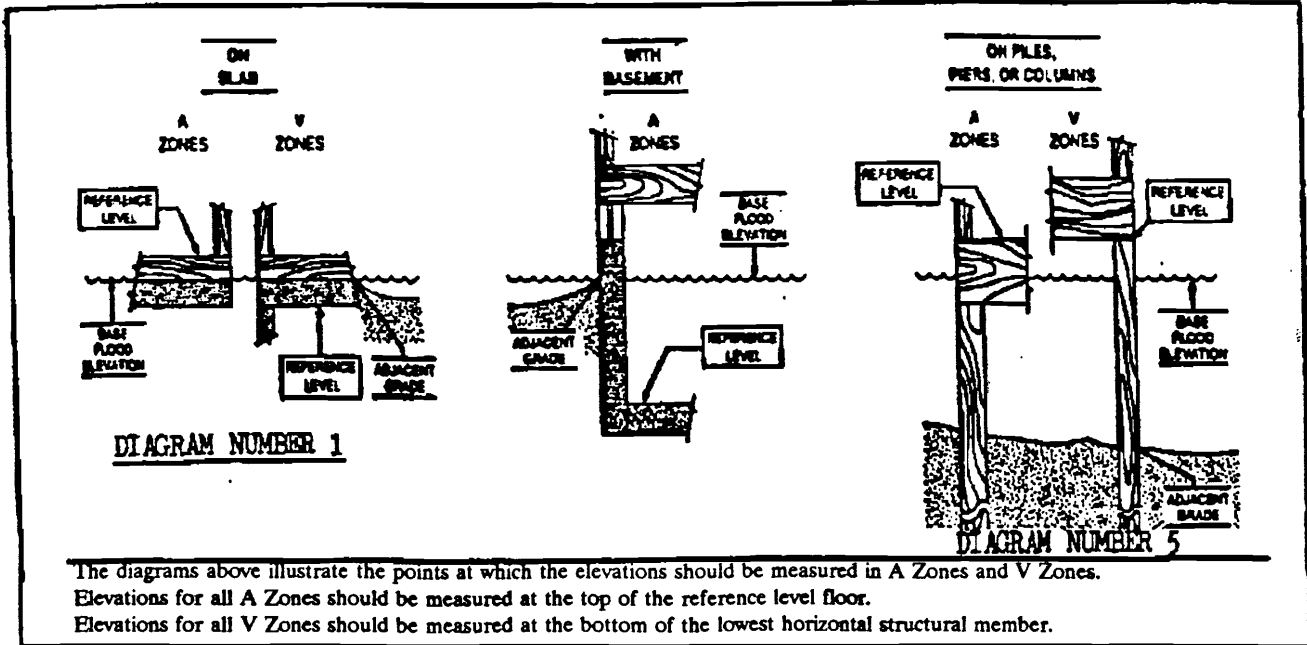 ON
SLAB
A
ZONES
V
ZONES
REFERENCE
LEVEL
BASE
FLOOD
ELEVATION
REFERENCE
LEVEL
ADJACENT
GRADE
DIAGRAM NUMBER 1
WITH
BASEMENT
A
ZONES
BASE
FLOOD
ELEVATION
ADJACENT
GRADE
REFERENCE
LEVEL
ON PILES,
PIERS, OR COLUMNS
A
ZONES
V
ZONES
REFERENCE
LEVEL
REFERENCE
LEVEL
BASE
FLOOD
ELEVATION
ADJACENT
GRADE
DIAGRAM NUMBER 5
The diagrams above illustrate the points at which the elevations should be measured in A Zones and V Zones.
Elevations for all A Zones should be measured at the top of the reference level floor.
Elevations for all V Zones should be measured at the bottom of the lowest horizontal structural member.